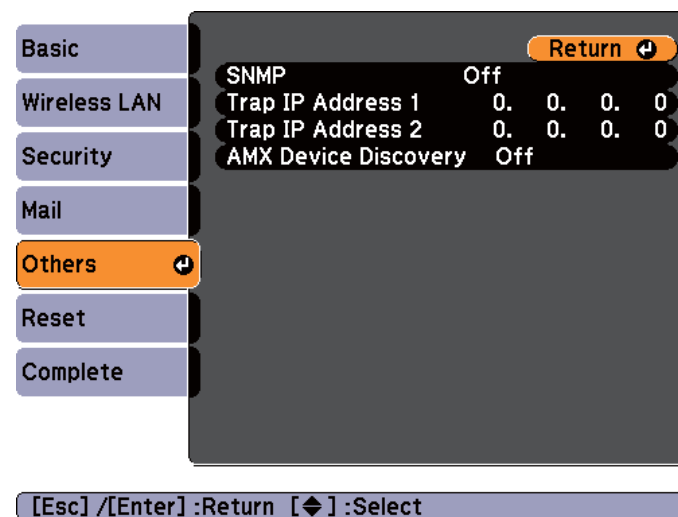 Basic
Wireless LAN
Security
Mail
Others
Reset
Complete
Return
SNMP Off
Trap IP Address 1 0. 0. 0. 0
Trap IP Address 2 0. 0. 0. 0
AMX Device Discovery Off
[Esc] /[Enter] :Return [◆] :Select